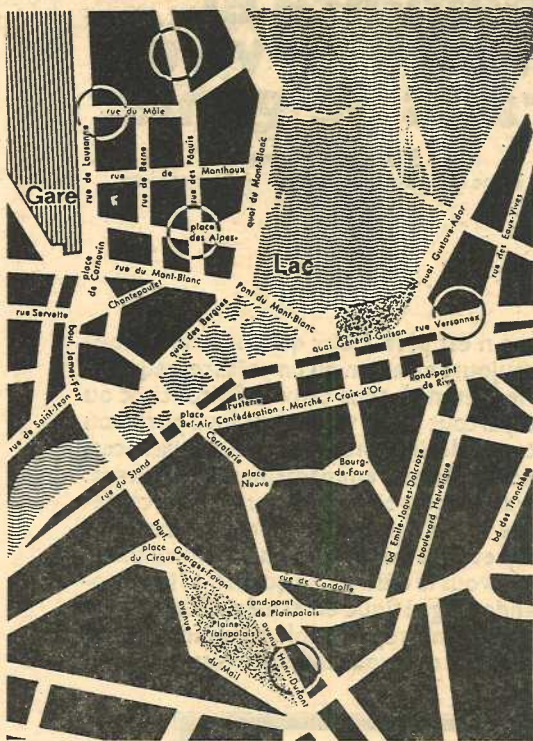 rue du Môle
rue de Lausanne
rue de Berne
rue des Pâquis
rue de Monthoux
Gare
quai de Mont-Blanc
quai Gustave-Ador
rue des Eaux-Vives
place des Alpes
place de Cornavin
rue du Mont-Blanc
Lac
Chantepoulet
rue Servette
quai des Bergues
Pont du Mont-Blanc
quai Général-Guisan
rue Versonnex
boul. James-Fazy
rue de Saint-Jean
Fusterie
Rond-point de Rive
place Bel-Air
Confédération
r. Marché
r. Croix-d'Or
rue du Stand
Corraterie
place Neuve
Bourg-de-Four
bd Emile-Jaques-Dalcroze
boulevard Helvétique
bd des Tranchées
boul. Georges-Favon
place du Cirque
rue de Candolle
rond-point de Plainpalais
avenue du Mail
Plaine Plainpalais
avenue Henri-Dunant